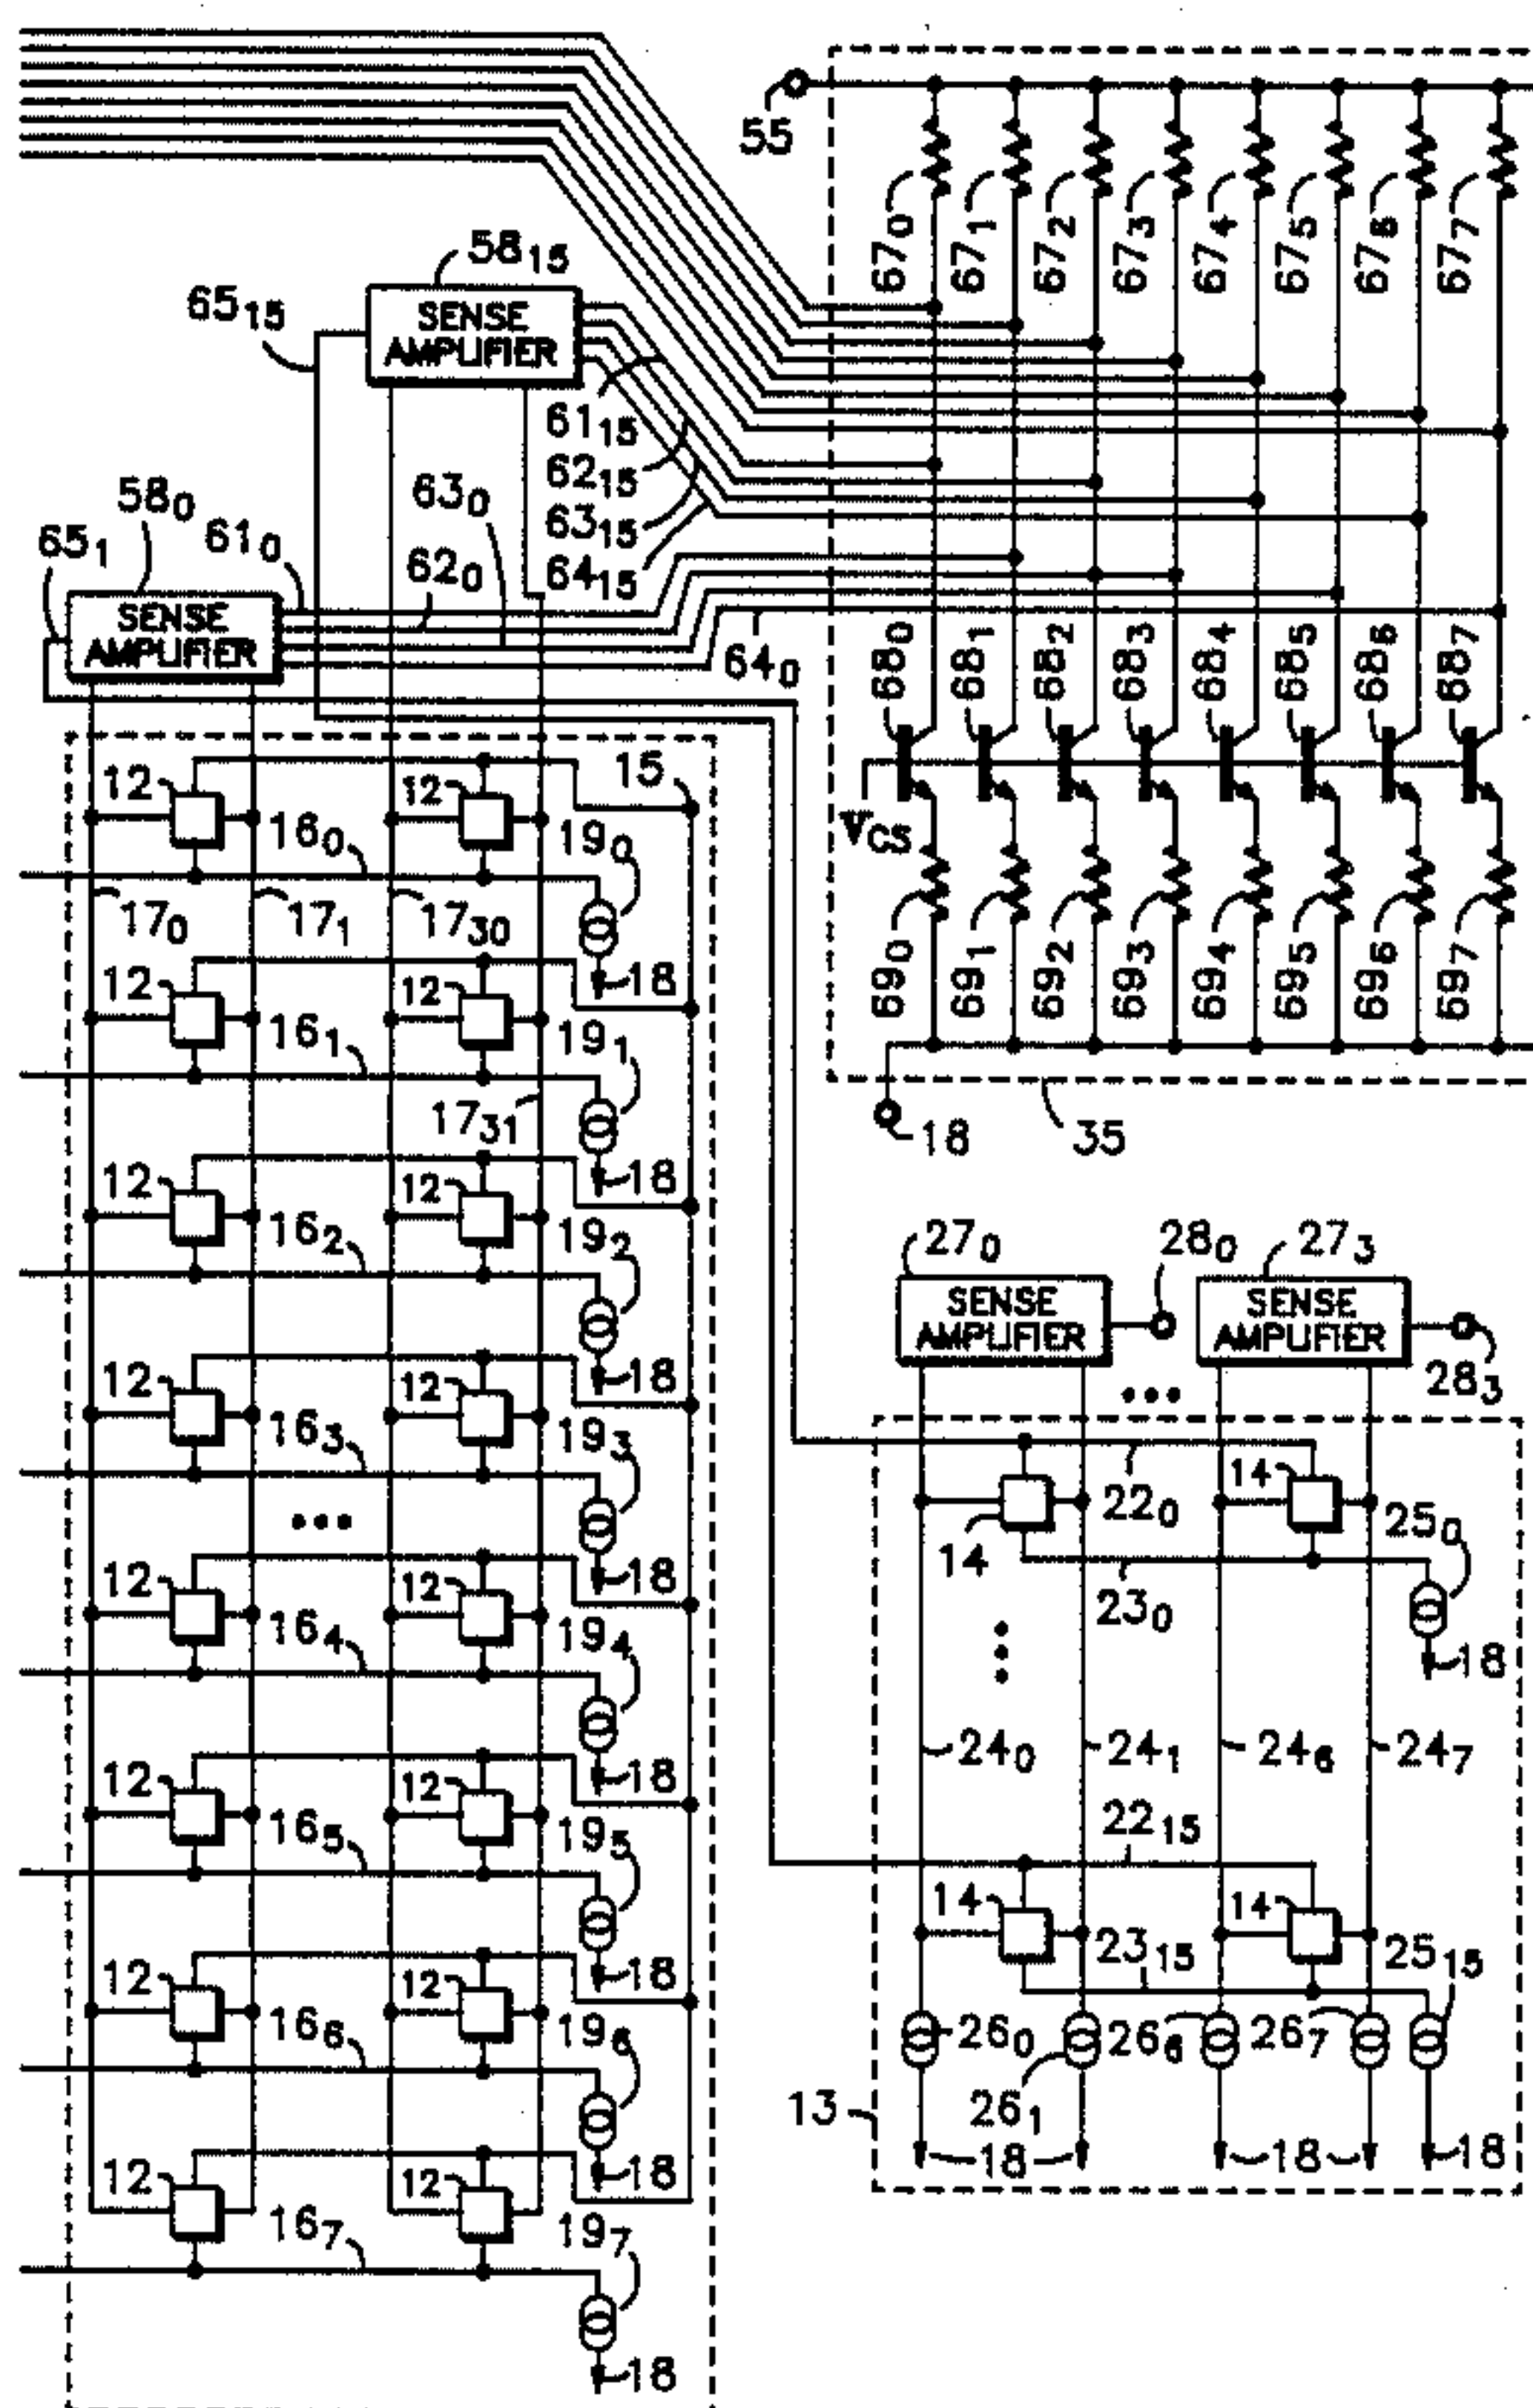 55
67₀ 67₁ 67₂ 67₃ 67₄ 67₅ 67₆ 67₇
58₁₅
65₁₅
SENSE
AMPLIFIER
61₁₅
62₁₅
63₁₅
64₁₅
58₀
65₁
61₀
62₀
63₀
64₀
SENSE
AMPLIFIER
68₀ 68₁ 68₂ 68₃ 68₄ 68₅ 68₆ 68₇
V_CS
69₀ 69₁ 69₂ 69₃ 69₄ 69₅ 69₆ 69₇
18
35
12 12 15
16₀ 19₀
17₀ 17₁ 17₃₀
18
12 12
16₁ 19₁
17₃₁
18
12 12
16₂ 19₂
18
12 12
16₃ 19₃
18
12 12
16₄ 19₄
18
12 12
16₅ 19₅
18
12 12
16₆ 19₆
18
12 12
16₇ 19₇
18
27₀ 28₀ 27₃
SENSE
AMPLIFIER
SENSE
AMPLIFIER
28₃
14
22₀
14
25₀
23₀
18
24₀ 24₁ 24₆ 24₇
22₁₅
14 14
23₁₅ 25₁₅
26₀ 26₆ 26₇
13
26₁
18 18 18